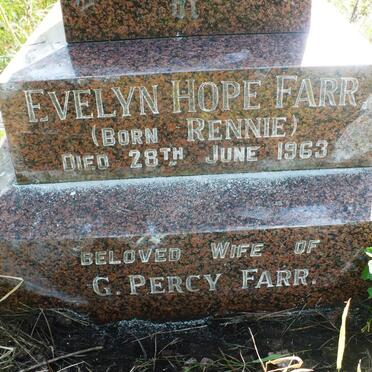 EVELYN HOPE FARR.
(BORN RENNIE)
DIED 28TH JUNE 1963
BELOVED WIFE OF
G. PERCY FARR.